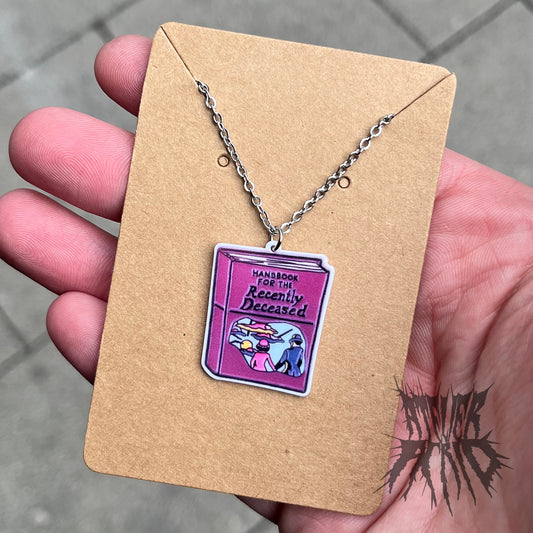 HANDBOOK
FOR THE
Recently
Deceased